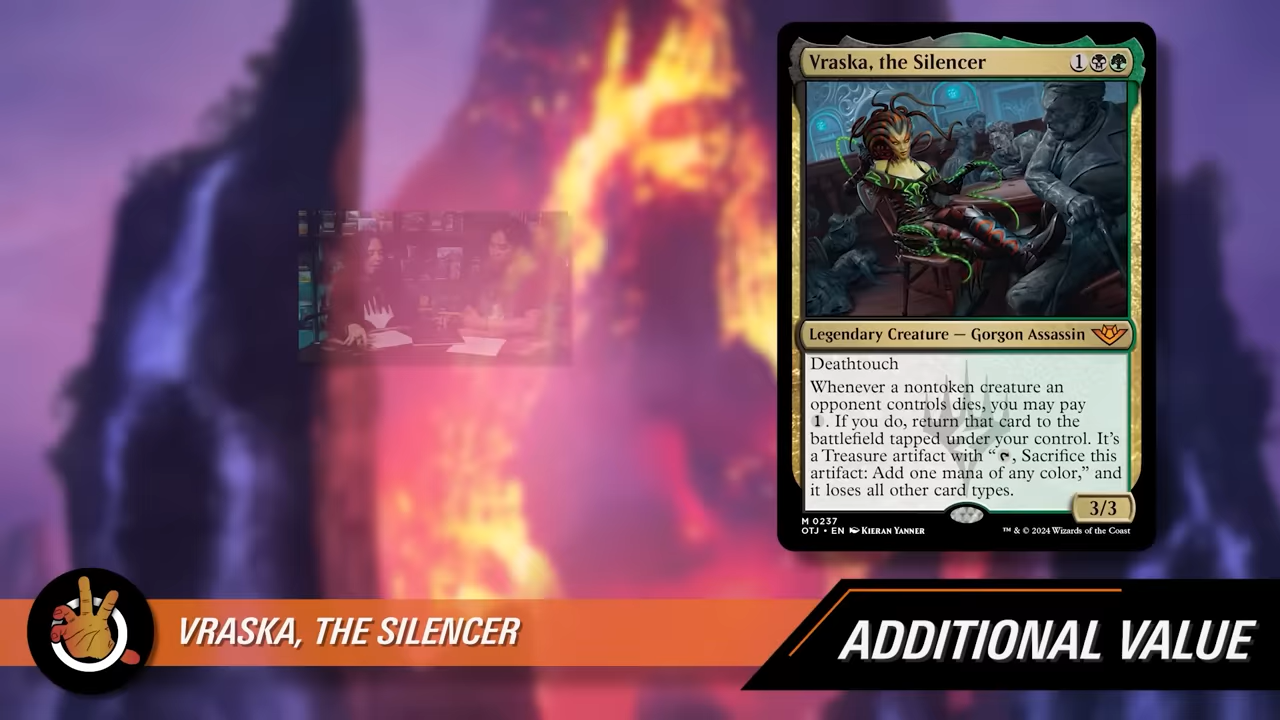 Vraska, the Silencer
1
Legendary Creature — Gorgon Assassin
Deathtouch
Whenever a nontoken creature an
opponent controls dies, you may pay
1. If you do, return that card to the
battlefield tapped under your control. It's
a Treasure artifact with “, Sacrifice this
artifact: Add one mana of any color,” and
it loses all other card types.
3/3
M 0237
OTJ • EN KIERAN YANNER
™ & © 2024 Wizards of the Coast
VRASKA, THE SILENCER
ADDITIONAL VALUE